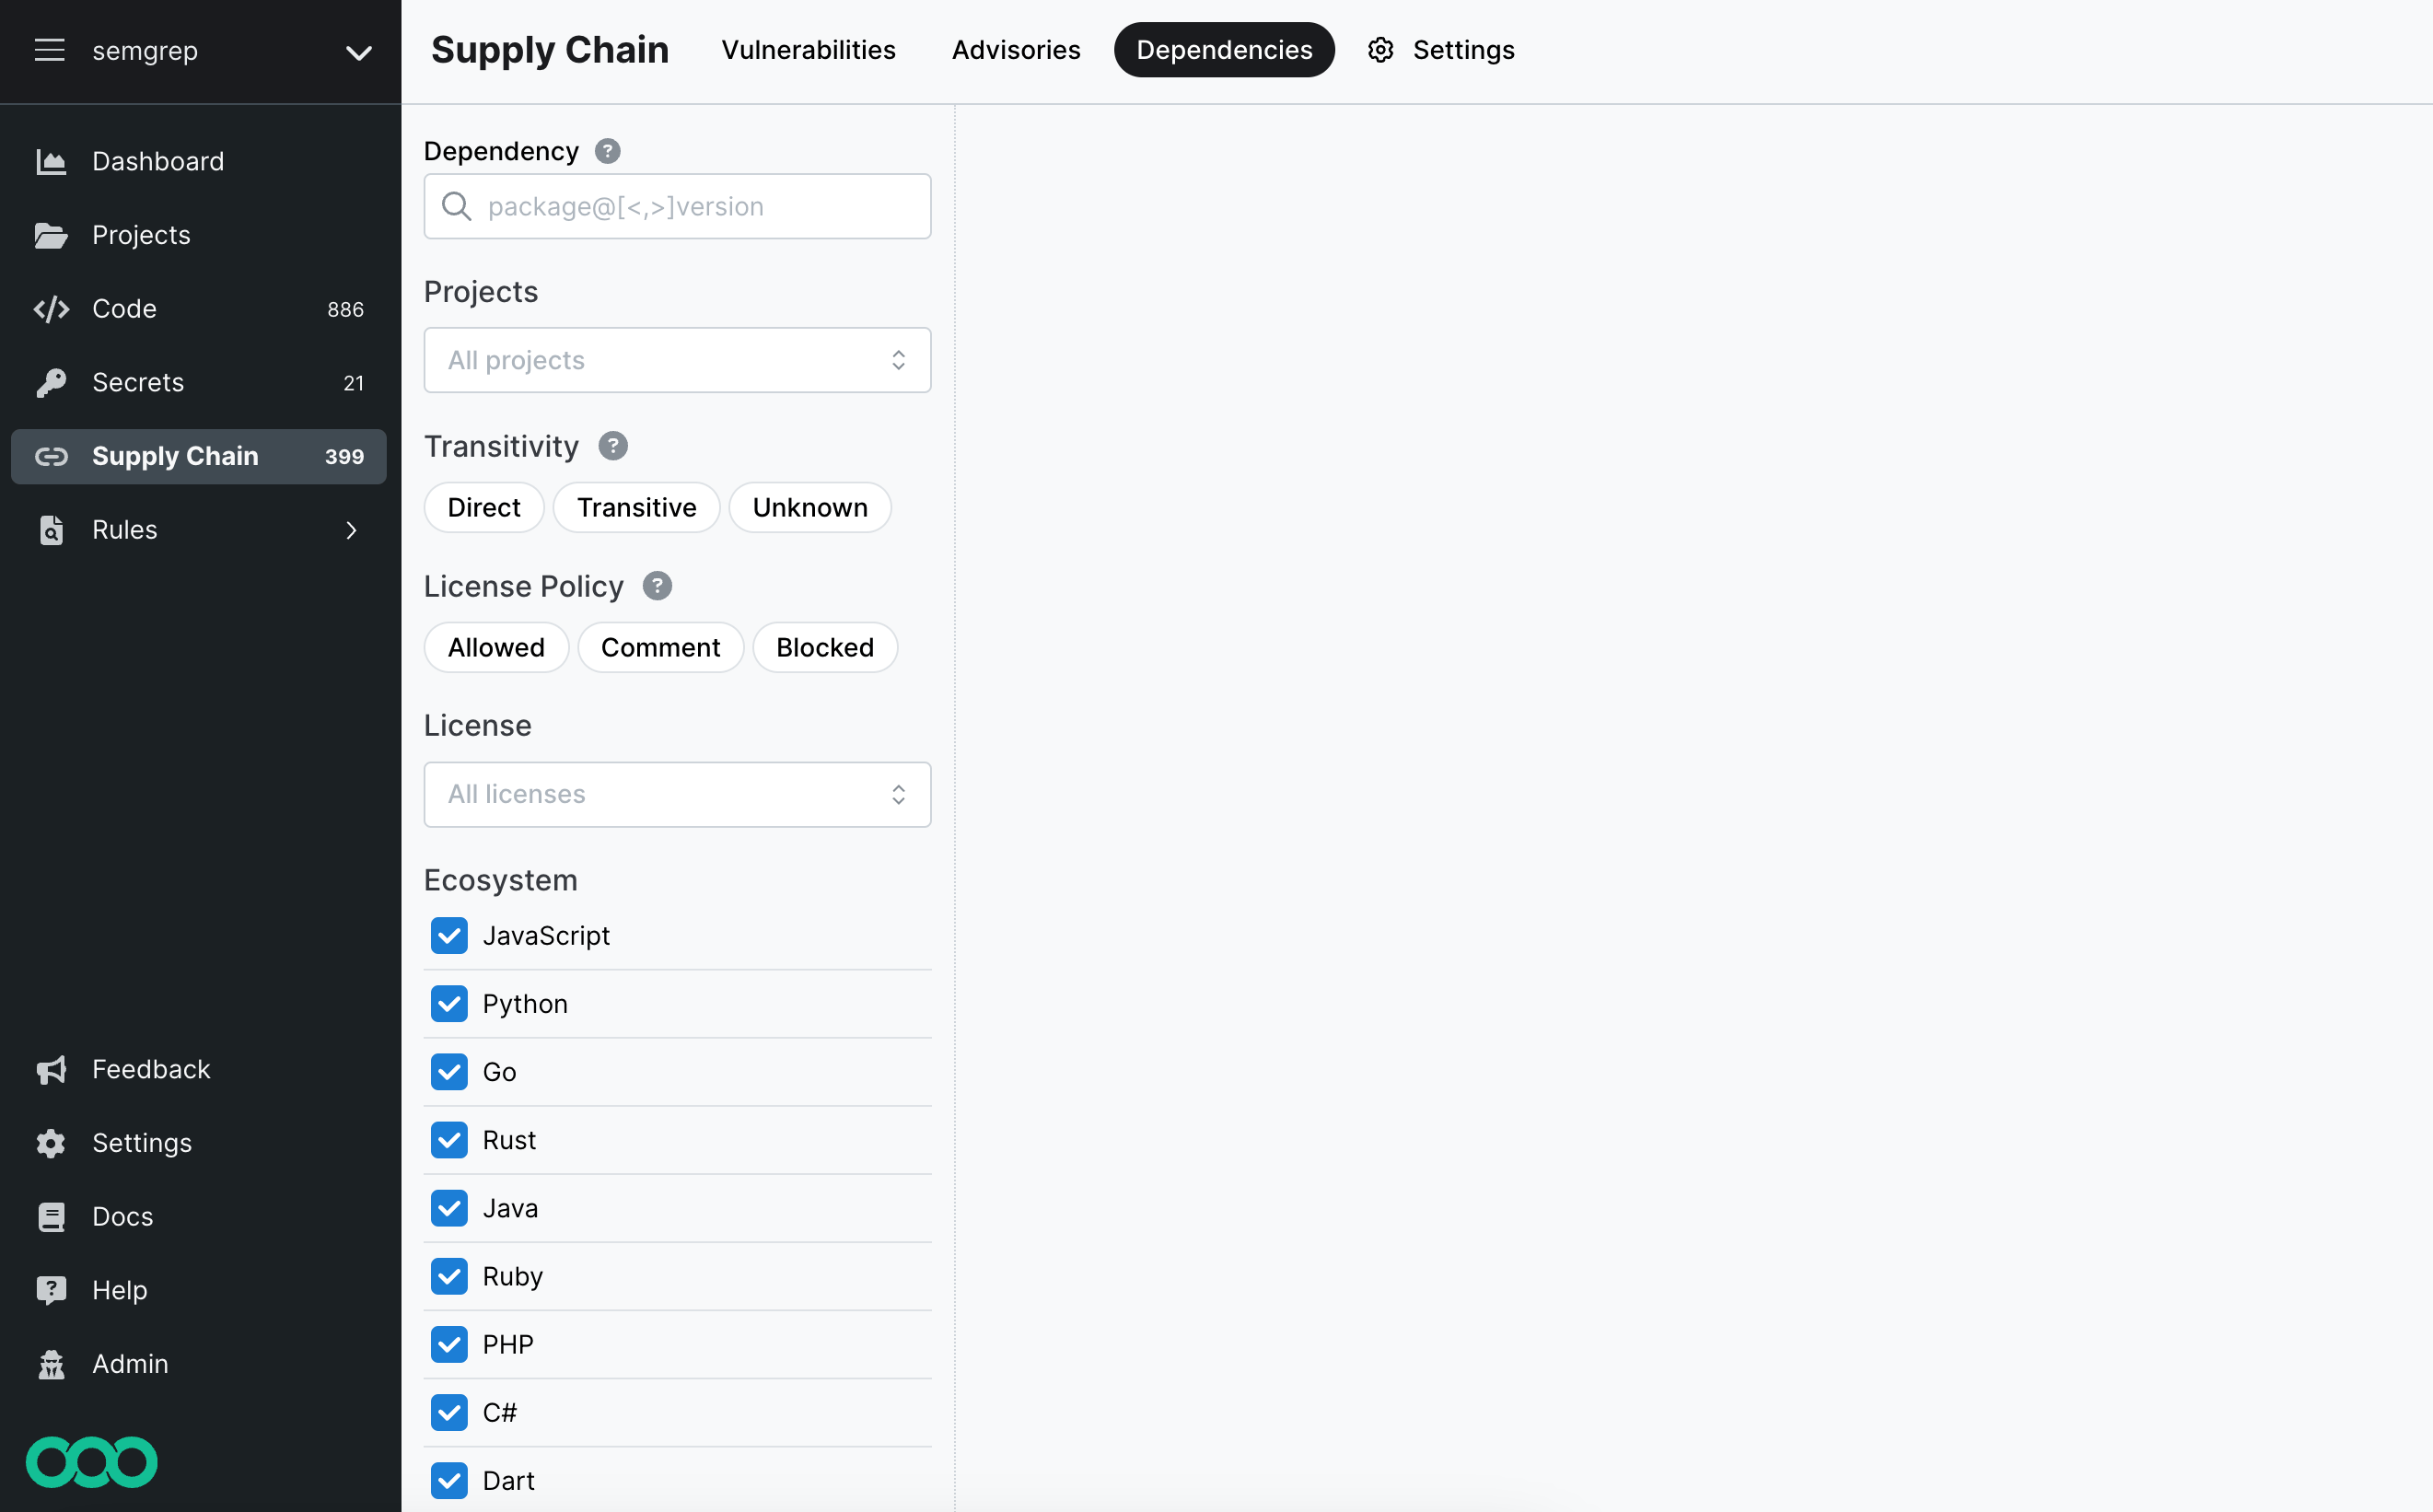 semgrep
Dashboard
Projects
Code 886
Secrets 21
Supply Chain 399
Rules
Feedback
Settings
Docs
Help
Admin
Supply Chain Vulnerabilities Advisories Dependencies Settings
Dependency ?
package@[<,>]version
Projects
All projects
Transitivity ?
Direct Transitive Unknown
License Policy ?
Allowed Comment Blocked
License
All licenses
Ecosystem
JavaScript
Python
Go
Rust
Java
Ruby
PHP
C#
Dart